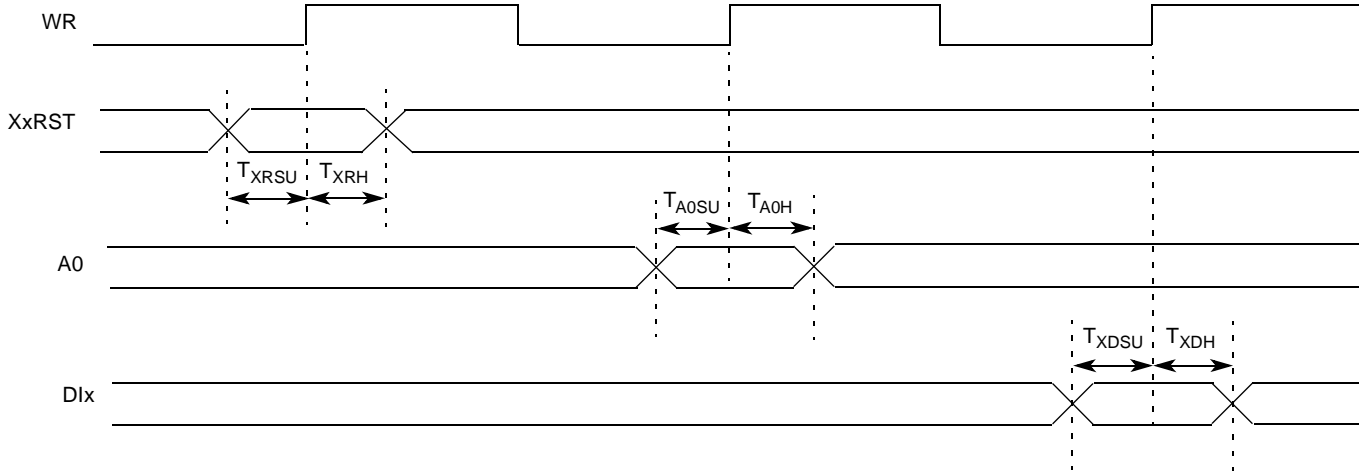 WR
XxRST
TXRSU TXRH
TA0SU TA0H
A0
TXDSU TXDH
DIx